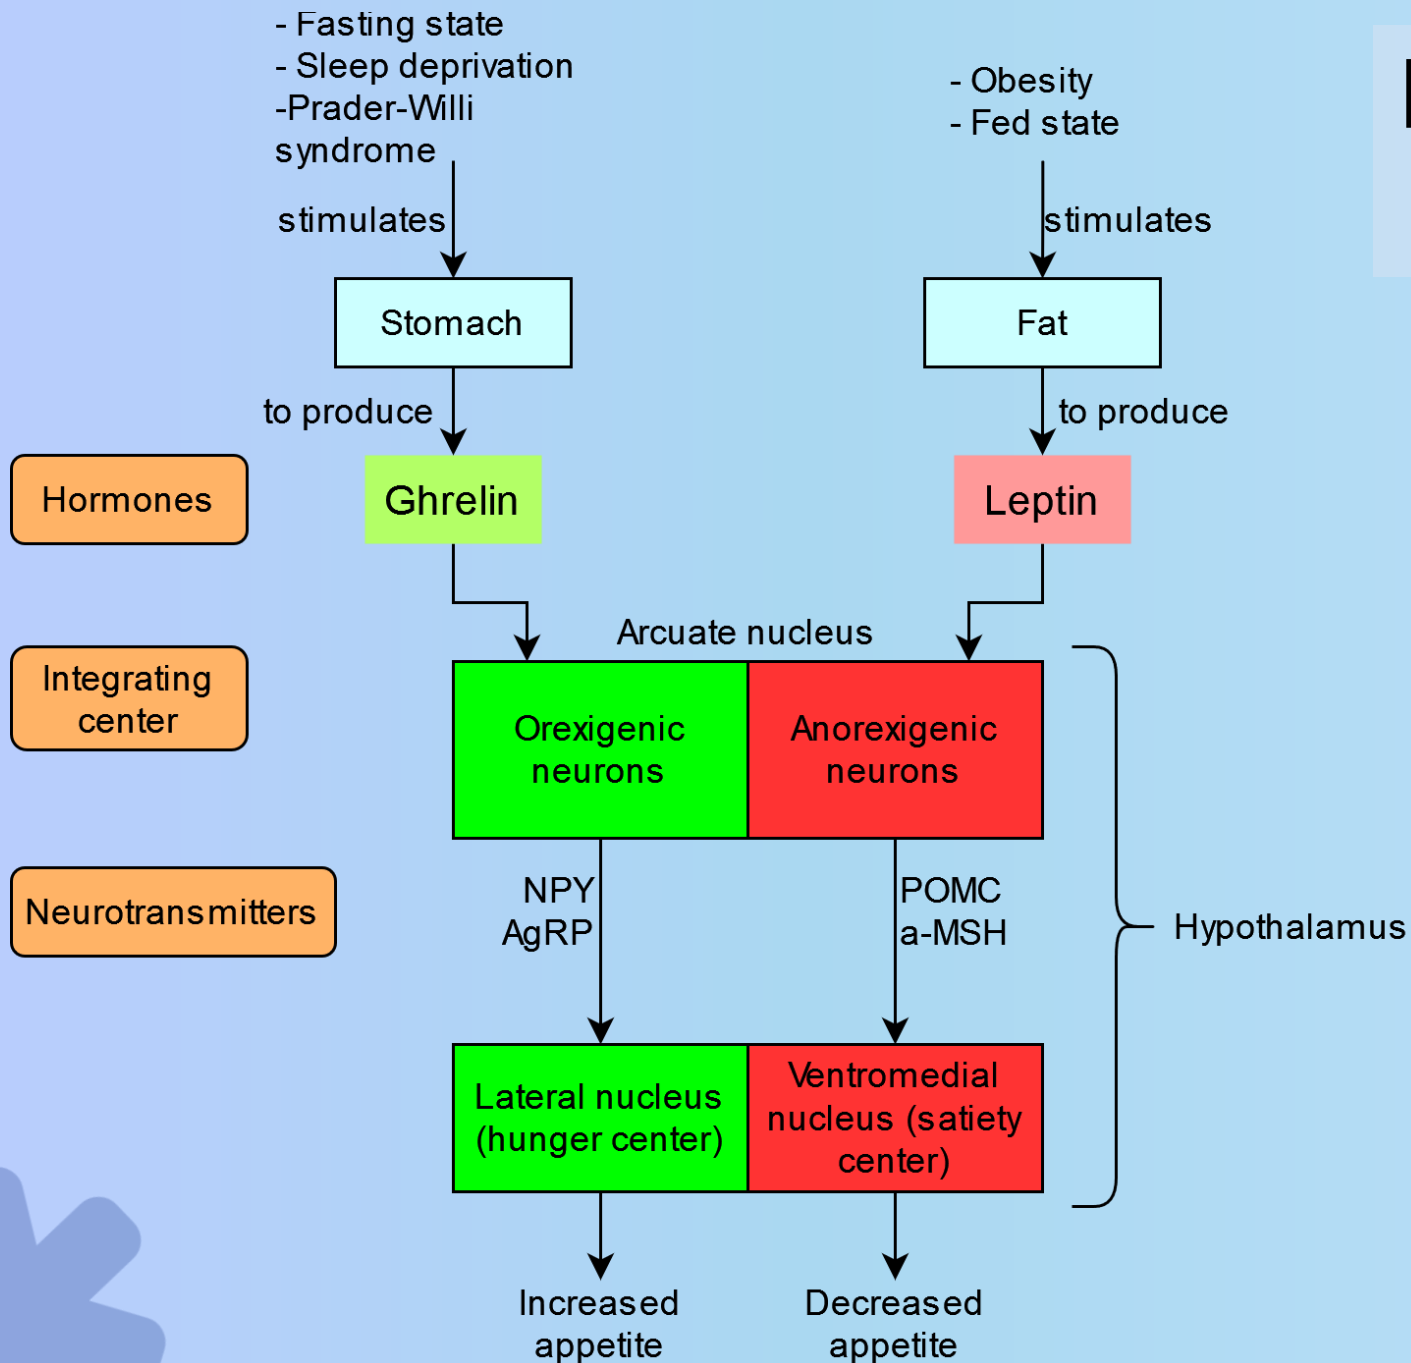 - Fasting state
- Sleep deprivation
-Prader-Willi
syndrome
- Obesity
- Fed state
stimulates
stimulates
Stomach
Fat
to produce
to produce
Hormones
Ghrelin
Leptin
Arcuate nucleus
Integrating
center
Orexigenic
neurons
Anorexigenic
neurons
Neurotransmitters
NPY
AgRP
POMC
a-MSH
Hypothalamus
Lateral nucleus
(hunger center)
Ventromedial
nucleus (satiety
center)
Increased
appetite
Decreased
appetite